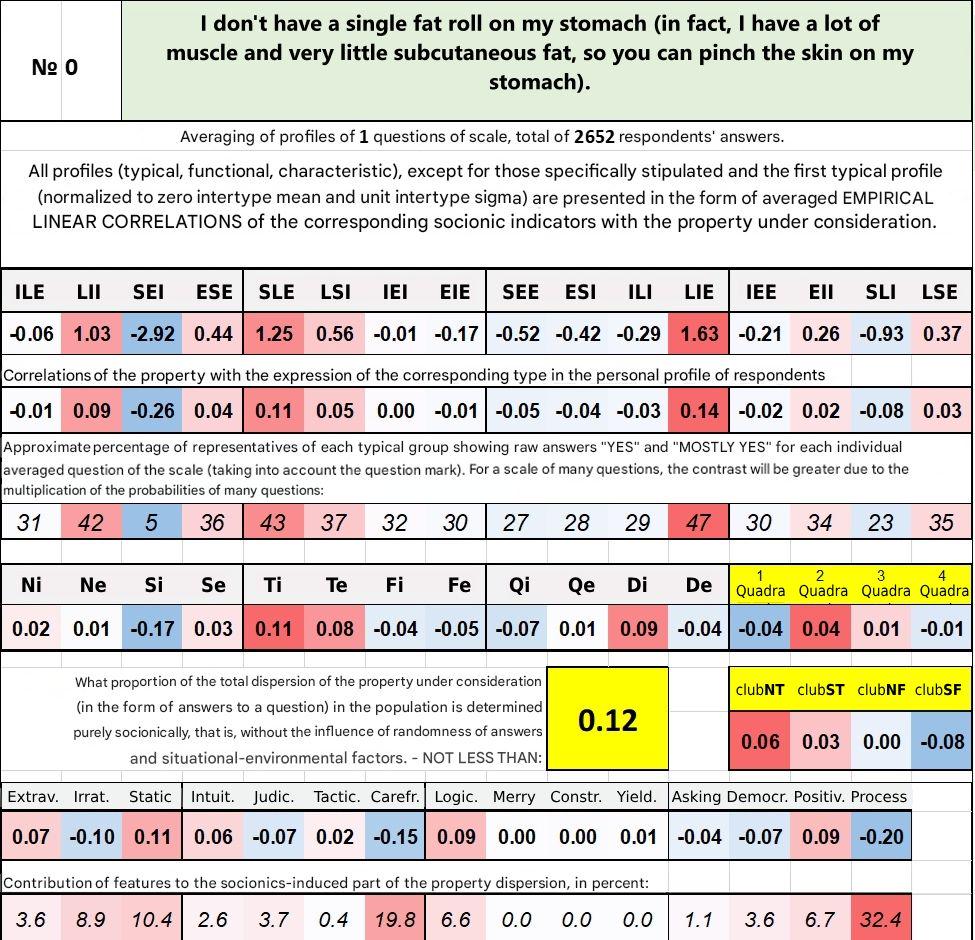 № 0
I don't have a single fat roll on my stomach (in fact, I have a lot of
muscle and very little subcutaneous fat, so you can pinch the skin on my
stomach).
Averaging of profiles of 1 questions of scale, total of 2652 respondents' answers.
All profiles (typical, functional, characteristic), except for those specifically stipulated and the first typical profile
(normalized to zero intertype mean and unit intertype sigma) are presented in the form of averaged EMPIRICAL
LINEAR CORRELATIONS of the corresponding socionic indicators with the property under consideration.
ILE LII SEI ESE SLE LSI IEI EIE SEE ESI ILI LIE IEE EII SLI LSE
-0.06 1.03 -2.92 0.44 1.25 0.56 -0.01 -0.17 -0.52 -0.42 -0.29 1.63 -0.21 0.26 -0.93 0.37
Correlations of the property with the expression of the corresponding type in the personal profile of respondents
-0.01 0.09 -0.26 0.04 0.11 0.05 0.00 -0.01 -0.05 -0.04 -0.03 0.14 -0.02 0.02 -0.08 0.03
Approximate percentage of representatives of each typical group showing raw answers "YES" and "MOSTLY YES" for each individual
averaged question of the scale (taking into account the question mark). For a scale of many questions, the contrast will be greater due to the
multiplication of the probabilities of many questions:
31 42 5 36 43 37 32 30 27 28 29 47 30 34 23 35
Ni Ne Si Se Ti Te Fi Fe Qi Qe Di De 1 Quadra 2 Quadra 3 Quadra 4 Quadra
0.02 0.01 -0.17 0.03 0.11 0.08 -0.04 -0.05 -0.07 0.01 0.09 -0.04 -0.04 0.04 0.01 -0.01
What proportion of the total dispersion of the property under consideration
(in the form of answers to a question) in the population is determined
purely socionically, that is, without the influence of randomness of answers
and situational-environmental factors. - NOT LESS THAN:
0.12
clubNT clubST clubNF clubSF
0.06 0.03 0.00 -0.08
Extrav. Irrat. Static Intuit. Judic. Tactic. Carefr. Logic. Merry Constr. Yield. Asking Democr. Positiv. Process
0.07 -0.10 0.11 0.06 -0.07 0.02 -0.15 0.09 0.00 0.00 0.01 -0.04 -0.07 0.09 -0.20
Contribution of features to the socionics-induced part of the property dispersion, in percent:
3.6 8.9 10.4 2.6 3.7 0.4 19.8 6.6 0.0 0.0 0.0 1.1 3.6 6.7 32.4